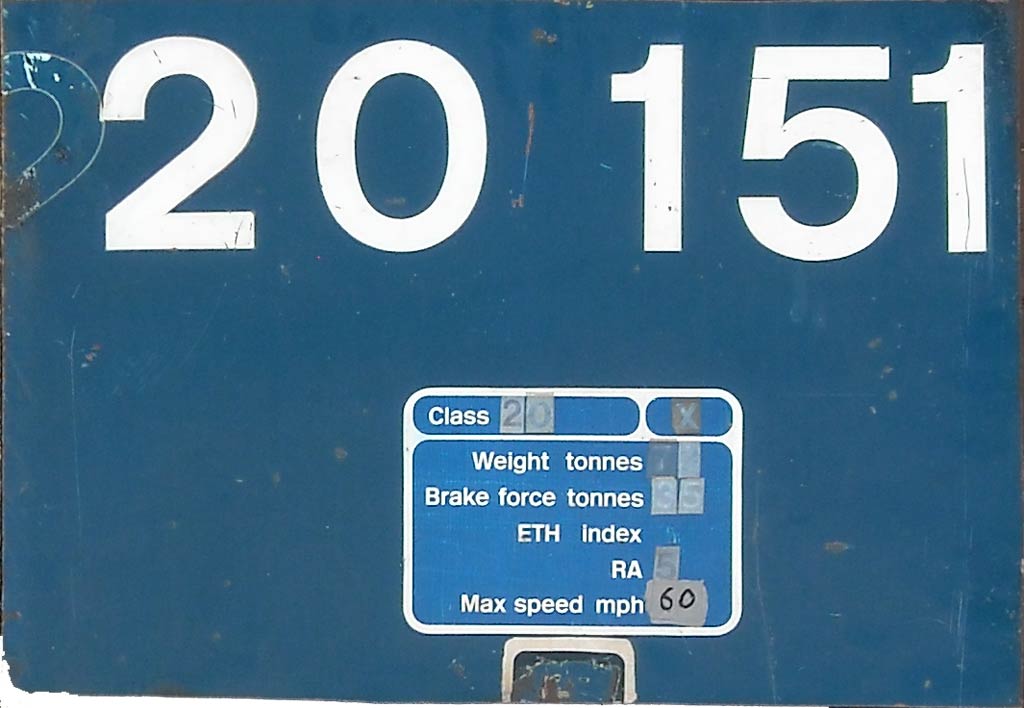 20 151
Class 20 X
Weight tonnes
Brake force tonnes 35
ETH index
RA 5
Max speed mph 60